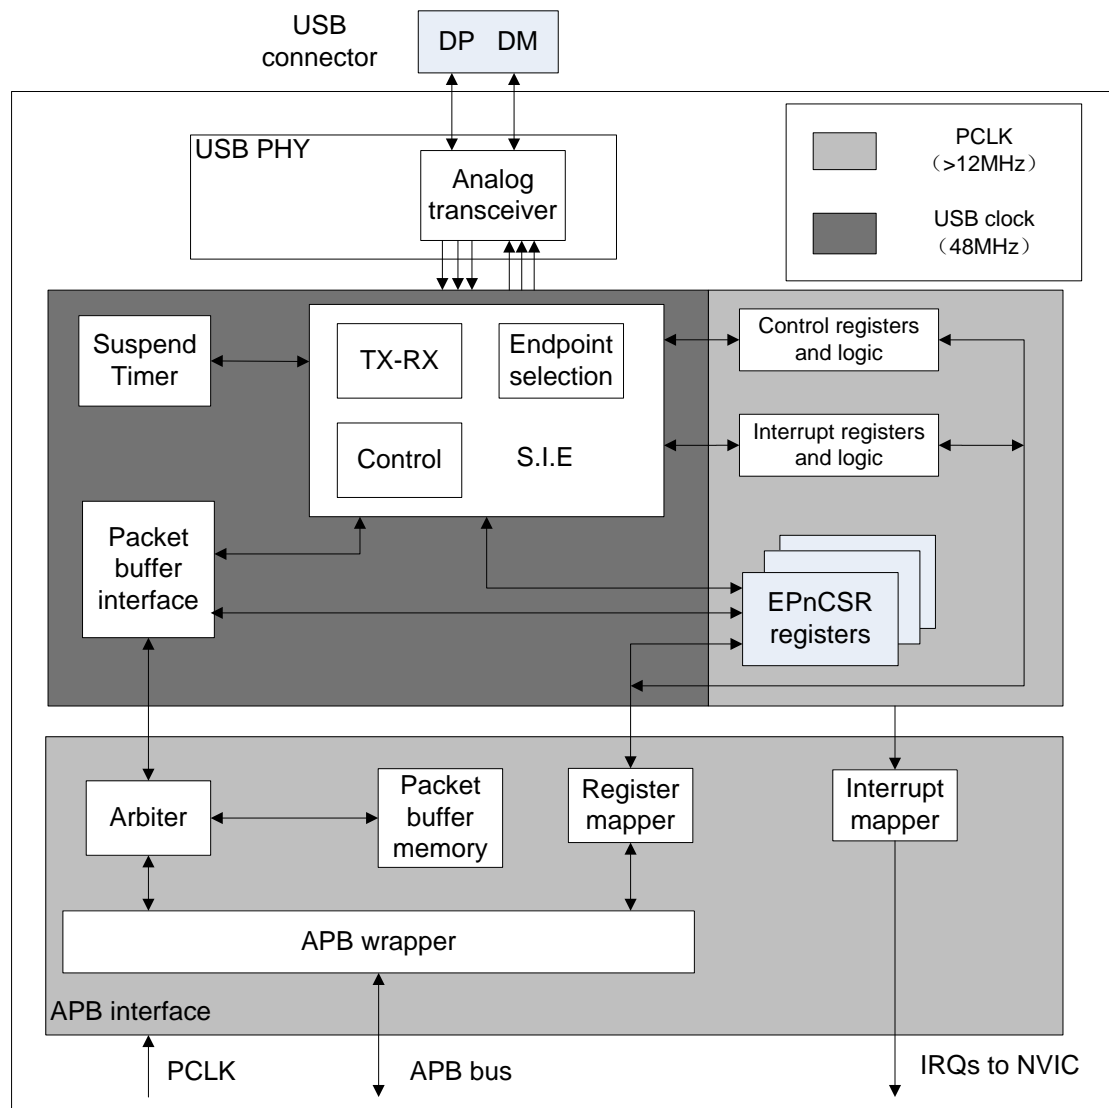 USB
connector
DP DM
USB PHY
Analog
transceiver
PCLK
（>12MHz）
USB clock
（48MHz）
Suspend
Timer
TX-RX
Endpoint
selection
Control
S.I.E
Control registers
and logic
Interrupt registers
and logic
Packet
buffer
interface
EPnCSR
registers
Arbiter
Packet
buffer
memory
Register
mapper
Interrupt
mapper
APB wrapper
APB interface
PCLK
APB bus
IRQs to NVIC